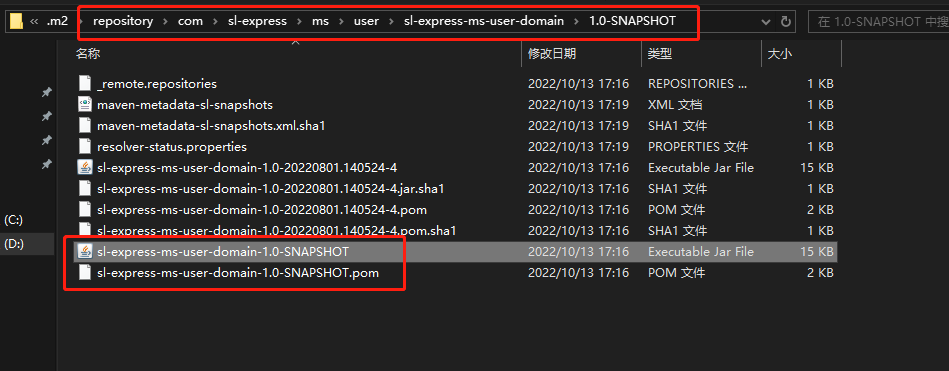 « .m2 › repository › com › sl-express › ms › user › sl-express-ms-user-domain › 1.0-SNAPSHOT
在 1.0-SNAPSHOT 中搜
名称 修改日期 类型 大小
_remote.repositories 2022/10/13 17:16 REPOSITORIES ... 1 KB
maven-metadata-sl-snapshots 2022/10/13 17:19 XML 文档 1 KB
maven-metadata-sl-snapshots.xml.sha1 2022/10/13 17:19 SHA1 文件 1 KB
resolver-status.properties 2022/10/13 17:19 PROPERTIES 文件 1 KB
sl-express-ms-user-domain-1.0-20220801.140524-4 2022/10/13 17:16 Executable Jar File 15 KB
sl-express-ms-user-domain-1.0-20220801.140524-4.jar.sha1 2022/10/13 17:16 SHA1 文件 1 KB
sl-express-ms-user-domain-1.0-20220801.140524-4.pom 2022/10/13 17:16 POM 文件 2 KB
(C:)
sl-express-ms-user-domain-1.0-20220801.140524-4.pom.sha1 2022/10/13 17:16 SHA1 文件 1 KB
(D:)
sl-express-ms-user-domain-1.0-SNAPSHOT 2022/10/13 17:16 Executable Jar File 15 KB
sl-express-ms-user-domain-1.0-SNAPSHOT.pom 2022/10/13 17:16 POM 文件 2 KB